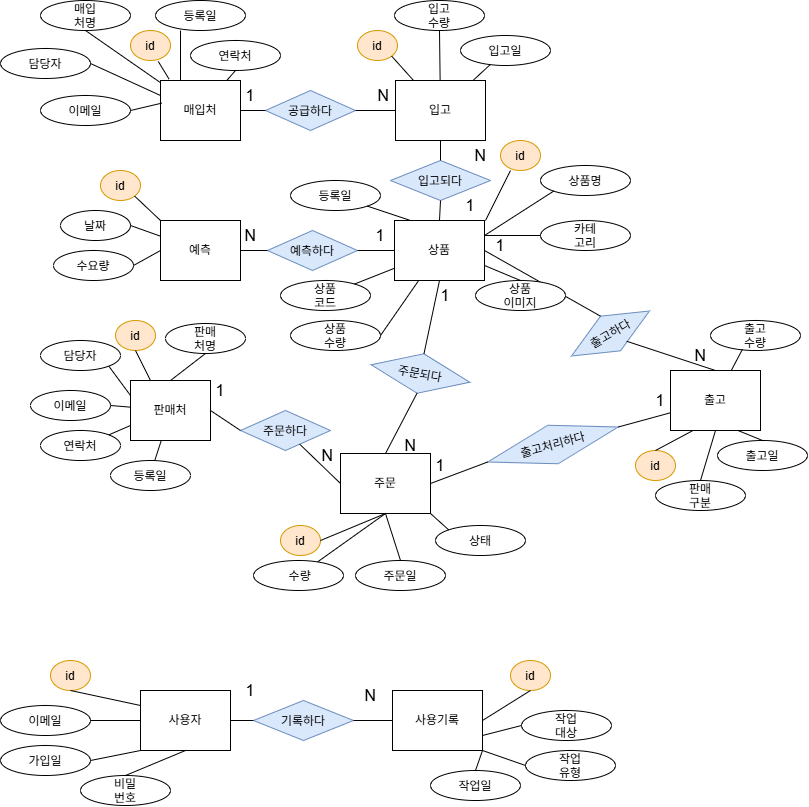 매입
처명
등록일
id
담당자
연락처
이메일
매입처
1
공급하다
N
입고
수량
id
입고일
입고
N
입고되다
1
id
날짜
수요량
예측
N
예측하다
1
등록일
id
상품명
카테
고리
상품
1
상품
코드
상품
수량
1
상품
이미지
출고하다
N
출고
수량
출고
id
판매
구분
출고일
담당자
id
판매
처명
이메일
연락처
판매처
등록일
1
주문하다
N
주문되다
N
주문
1
출고처리하다
1
id
수량
주문일
상태
id
이메일
가입일
비밀
번호
사용자
1
기록하다
N
사용기록
id
작업
대상
작업
유형
작업일